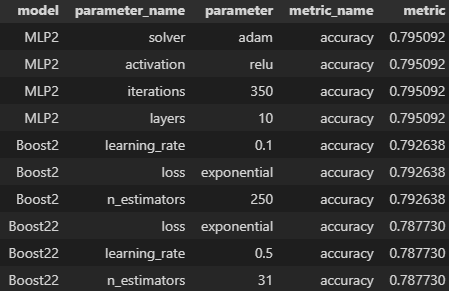 model parameter_name parameter metric_name metric
MLP2 solver adam accuracy 0.795092
MLP2 activation relu accuracy 0.795092
MLP2 iterations 350 accuracy 0.795092
MLP2 layers 10 accuracy 0.795092
Boost2 learning_rate 0.1 accuracy 0.792638
Boost2 loss exponential accuracy 0.792638
Boost2 n_estimators 250 accuracy 0.792638
Boost22 loss exponential accuracy 0.787730
Boost22 learning_rate 0.5 accuracy 0.787730
Boost22 n_estimators 31 accuracy 0.787730